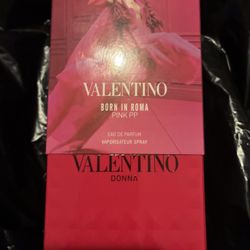 VALENTINO
BORN IN ROMA
PINK PP
EAU DE PARFUM
VAPORISATEUR SPRAY
VALENTINO
DONNA